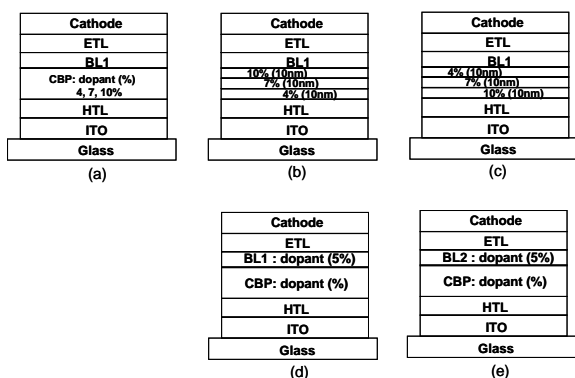 Cathode
ETL
BL1
CBP: dopant (%)
4, 7, 10%
HTL
ITO
Glass
(a)
Cathode
ETL
BL1
10% (10nm)
7% (10nm)
4% (10nm)
HTL
ITO
Glass
(b)
Cathode
ETL
BL1
4% (10nm)
7% (10nm)
10% (10nm)
HTL
ITO
Glass
(c)
Cathode
ETL
BL1 : dopant (5%)
CBP: dopant (%)
HTL
ITO
Glass
(d)
Cathode
ETL
BL2 : dopant (5%)
CBP: dopant (%)
HTL
ITO
Glass
(e)